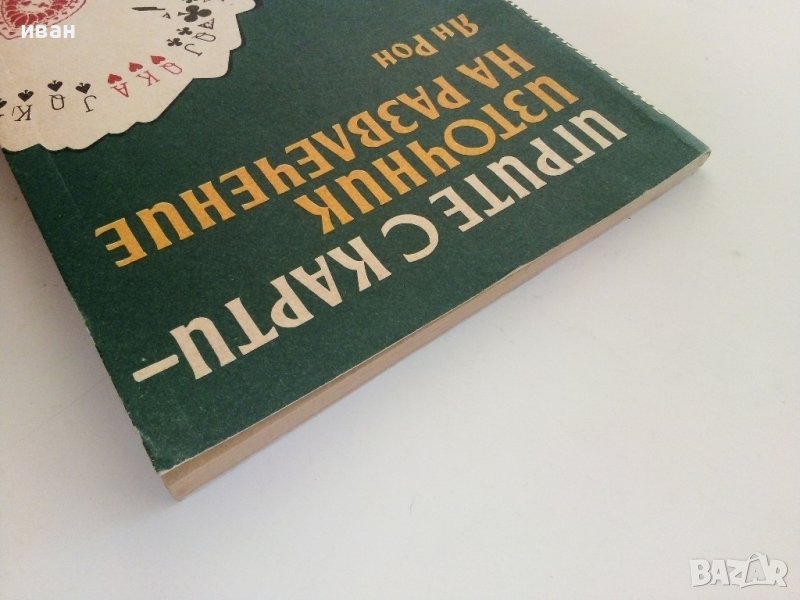 иван
Ян Рон
ИГРИТЕ С КАРТИ –
ИЗТОЧНИК
НА РАЗВЛЕЧЕНИЕ
J Q K A
J Q K
BAZAR